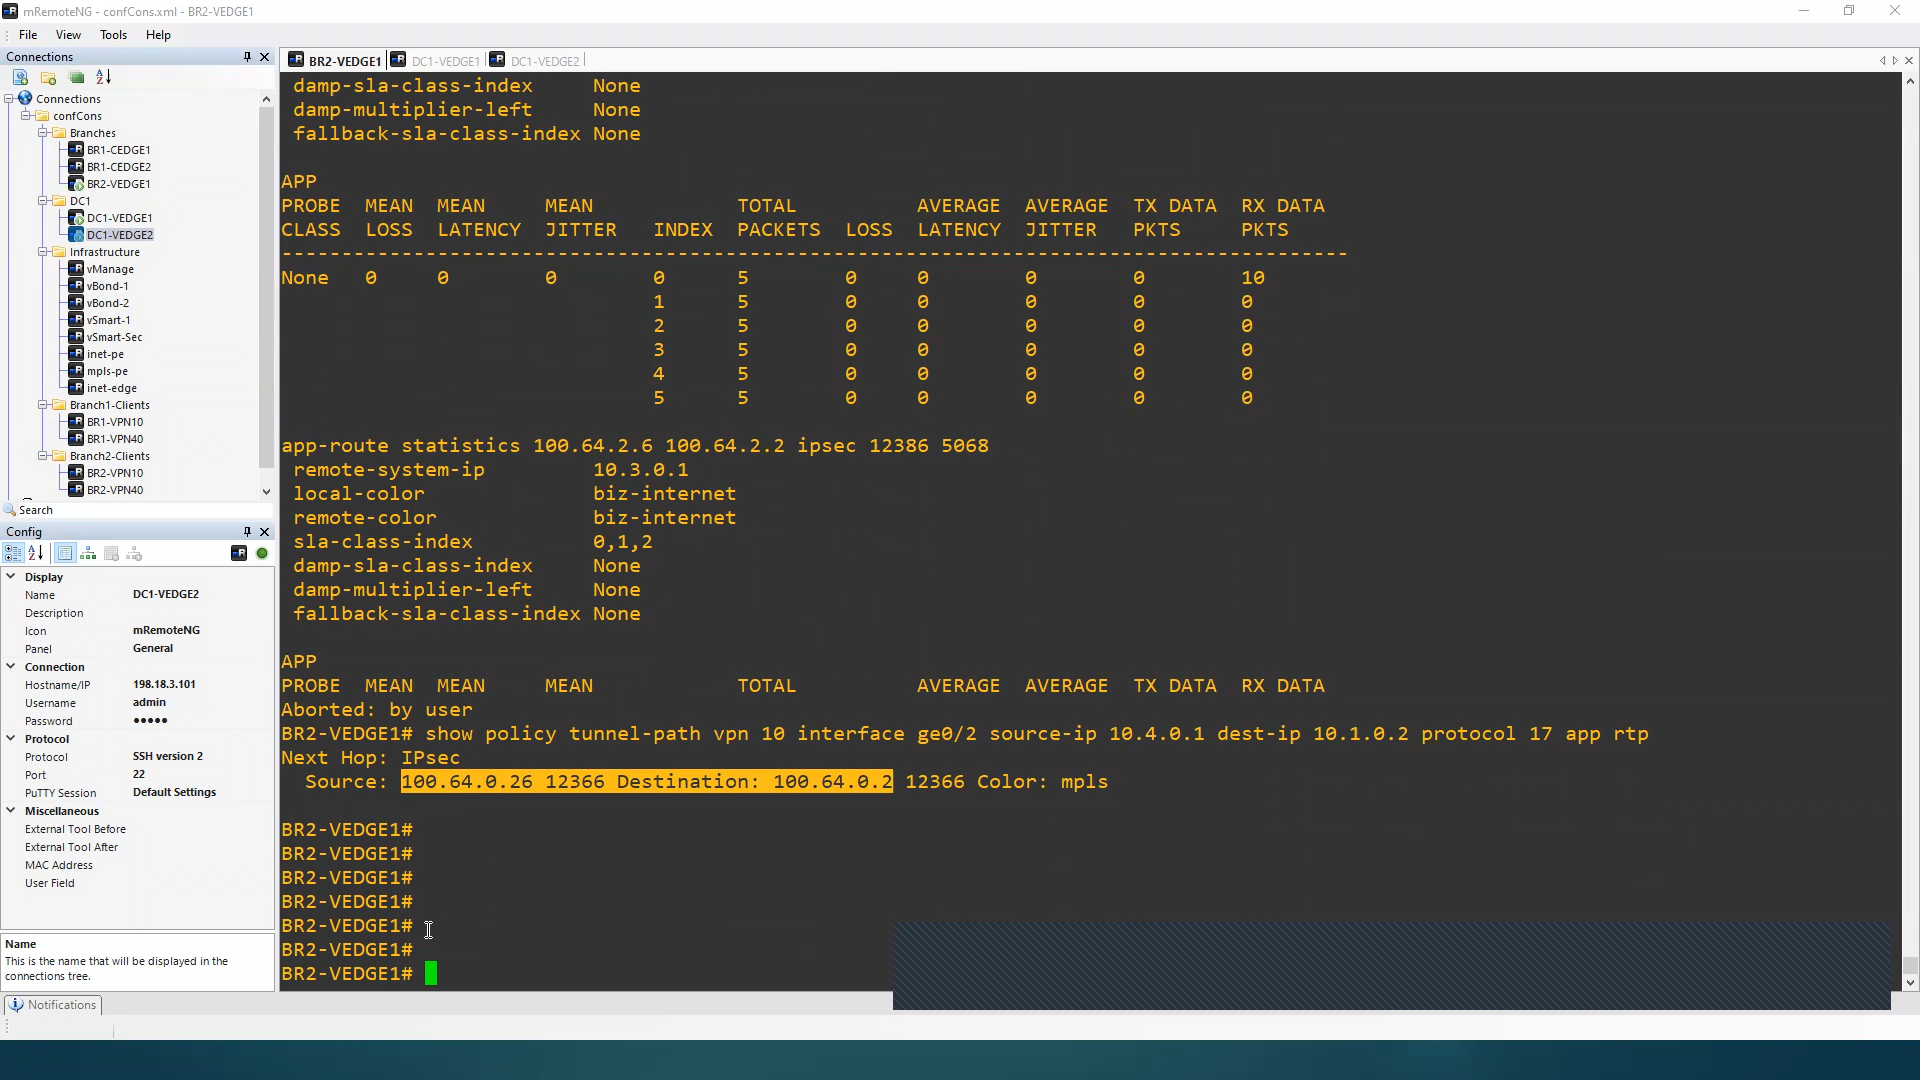 mRemoteNG - confCons.xml - BR2-VEDGE1
File View Tools Help
Connections
Connections
confCons
Branches
BR1-CEDGE1
BR1-CEDGE2
BR2-VEDGE1
DC1
DC1-VEDGE1
DC1-VEDGE2
Infrastructure
vManage
vBond-1
vBond-2
vSmart-1
vSmart-Sec
inet-pe
mpls-pe
inet-edge
Branch1-Clients
BR1-VPN10
BR1-VPN40
Branch2-Clients
BR2-VPN10
BR2-VPN40
Search
Config
Display
Name DC1-VEDGE2
Description
Icon mRemoteNG
Panel General
Connection
Hostname/IP 198.18.3.101
Username admin
Password •••••
Protocol
Protocol SSH version 2
Port 22
PuTTY Session Default Settings
Miscellaneous
External Tool Before
External Tool After
MAC Address
User Field
Name
This is the name that will be displayed in the
connections tree.
Notifications
BR2-VEDGE1 DC1-VEDGE1 DC1-VEDGE2
damp-sla-class-index None
damp-multiplier-left None
fallback-sla-class-index None
APP
PROBE MEAN MEAN MEAN TOTAL AVERAGE AVERAGE TX DATA RX DATA
CLASS LOSS LATENCY JITTER INDEX PACKETS LOSS LATENCY JITTER PKTS PKTS
-----------------------------------------------------------------------------------------
None 0 0 0 0 5 0 0 0 0 10
1 5 0 0 0 0 0
2 5 0 0 0 0 0
3 5 0 0 0 0 0
4 5 0 0 0 0 0
5 5 0 0 0 0 0
app-route statistics 100.64.2.6 100.64.2.2 ipsec 12386 5068
remote-system-ip 10.3.0.1
local-color biz-internet
remote-color biz-internet
sla-class-index 0,1,2
damp-sla-class-index None
damp-multiplier-left None
fallback-sla-class-index None
APP
PROBE MEAN MEAN MEAN TOTAL AVERAGE AVERAGE TX DATA RX DATA
Aborted: by user
BR2-VEDGE1# show policy tunnel-path vpn 10 interface ge0/2 source-ip 10.4.0.1 dest-ip 10.1.0.2 protocol 17 app rtp
Next Hop: IPsec
Source: 100.64.0.26 12366 Destination: 100.64.0.2 12366 Color: mpls
BR2-VEDGE1#
BR2-VEDGE1#
BR2-VEDGE1#
BR2-VEDGE1#
BR2-VEDGE1#
BR2-VEDGE1#
BR2-VEDGE1#